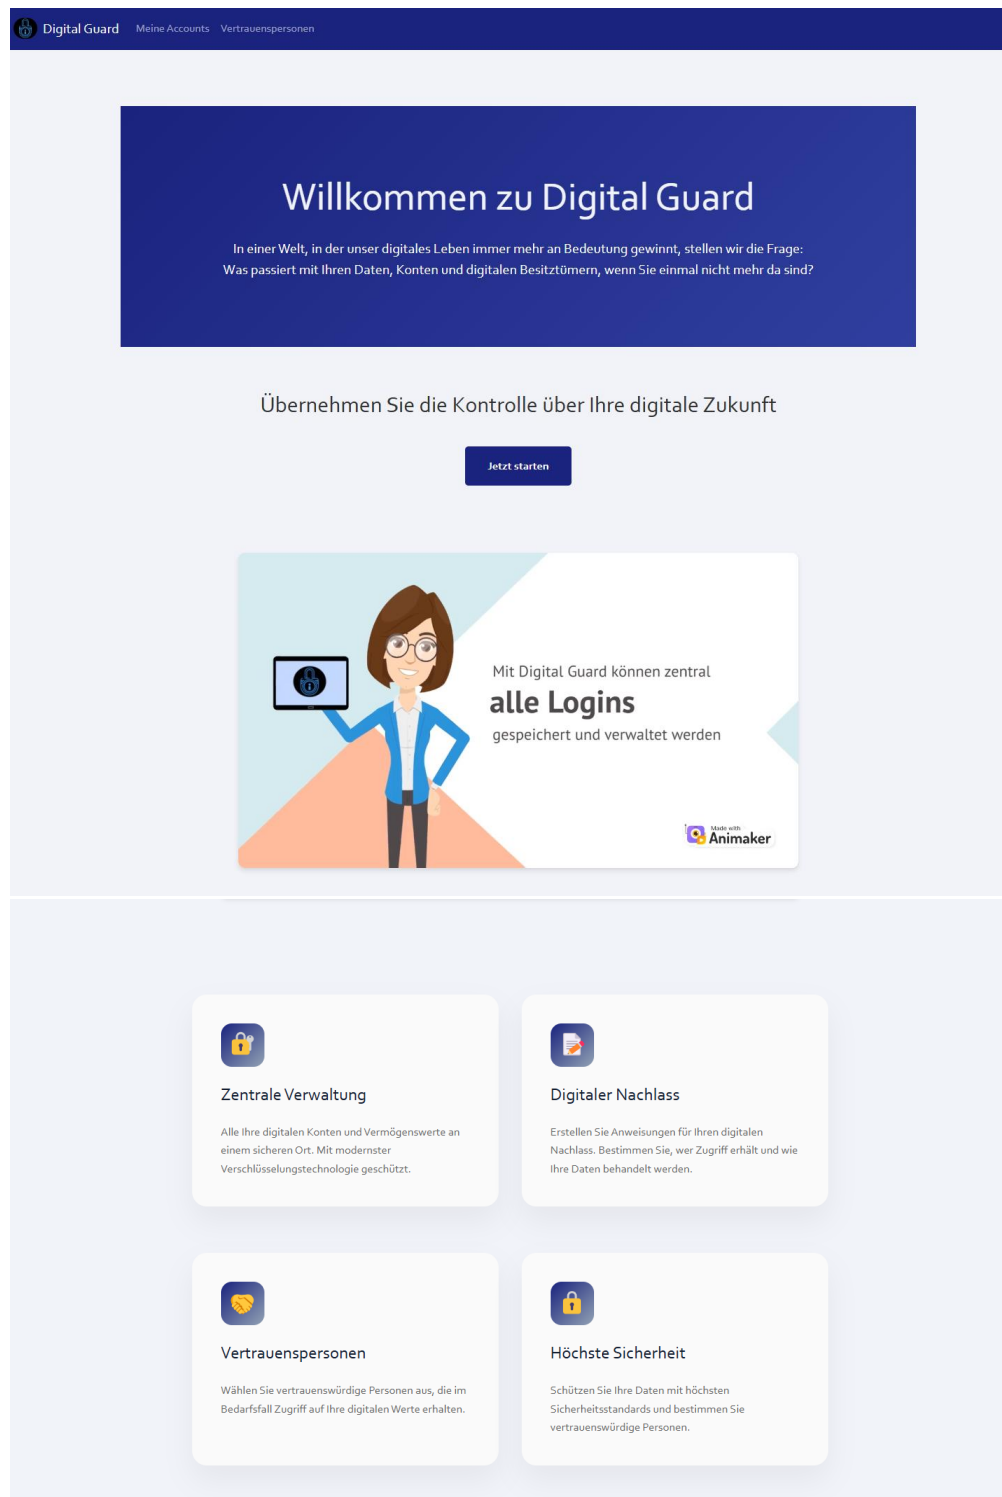 Digital Guard Meine Accounts Vertrauenspersonen
Willkommen zu Digital Guard
In einer Welt, in der unser digitales Leben immer mehr an Bedeutung gewinnt, stellen wir die Frage:
Was passiert mit Ihren Daten, Konten und digitalen Besitztümern, wenn Sie einmal nicht mehr da sind?
Übernehmen Sie die Kontrolle über Ihre digitale Zukunft
Jetzt starten
Mit Digital Guard können zentral
alle Logins
gespeichert und verwaltet werden
Made with
Animaker
Zentrale Verwaltung
Alle Ihre digitalen Konten und Vermögenswerte an
einem sicheren Ort. Mit modernster
Verschlüsselungstechnologie geschützt.
Digitaler Nachlass
Erstellen Sie Anweisungen für Ihren digitalen
Nachlass. Bestimmen Sie, wer Zugriff erhält und wie
Ihre Daten behandelt werden.
Vertrauenspersonen
Wählen Sie vertrauenswürdige Personen aus, die im
Bedarfsfall Zugriff auf Ihre digitalen Werte erhalten.
Höchste Sicherheit
Schützen Sie Ihre Daten mit höchsten
Sicherheitsstandards und bestimmen Sie
vertrauenswürdige Personen.